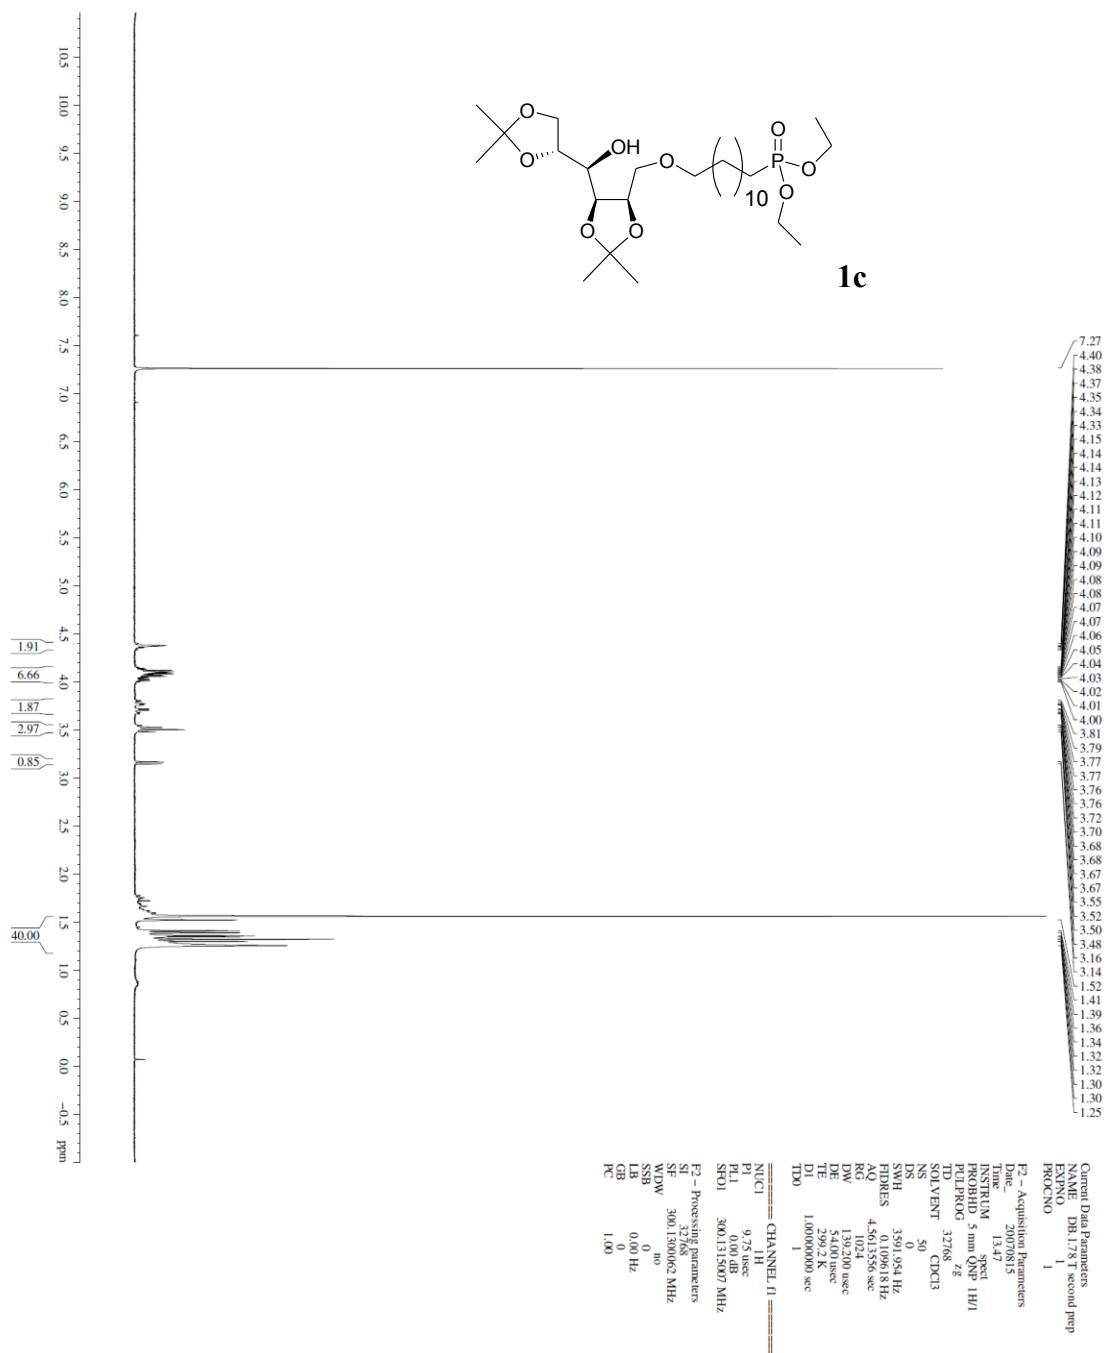 O
O
OH
O
O
O
O
10
P
O
O
O
1c
10.5
10.0
9.5
9.0
8.5
8.0
7.5
7.0
6.5
6.0
5.5
5.0
4.5
4.0
3.5
3.0
2.5
2.0
1.5
1.0
0.5
0.0
−0.5
ppm
1.91
6.66
1.87
2.97
0.85
40.00
7.27
4.40
4.38
4.37
4.35
4.34
4.33
4.15
4.14
4.14
4.13
4.12
4.11
4.11
4.10
4.09
4.09
4.08
4.08
4.07
4.07
4.06
4.05
4.04
4.03
4.02
4.01
4.00
3.81
3.79
3.77
3.77
3.76
3.76
3.72
3.70
3.68
3.68
3.67
3.67
3.55
3.52
3.50
3.48
3.16
3.14
1.52
1.41
1.39
1.36
1.34
1.32
1.32
1.30
1.30
1.25
Current Data Parameters
NAME DB.1.78 T second prep
EXPNO 1
PROCNO 1
F2 − Acquisition Parameters
Date_ 20070815
Time 13.47
INSTRUM spect
PROBHD 5 mm QNP 1H/1
PULPROG zg
TD 32768
SOLVENT CDCl3
NS 50
DS 0
SWH 3591.954 Hz
FIDRES 0.109618 Hz
AQ 4.5613556 sec
RG 1024
DW 139.200 usec
DE 54.00 usec
TE 299.2 K
D1 1.00000000 sec
TD0 1
======== CHANNEL f1 ========
NUC1 1H
P1 9.75 usec
PL1 0.00 dB
SFO1 300.1315007 MHz
F2 − Processing parameters
SI 32768
SF 300.1300062 MHz
WDW no
SSB 0
LB 0.00 Hz
GB 0
PC 1.00